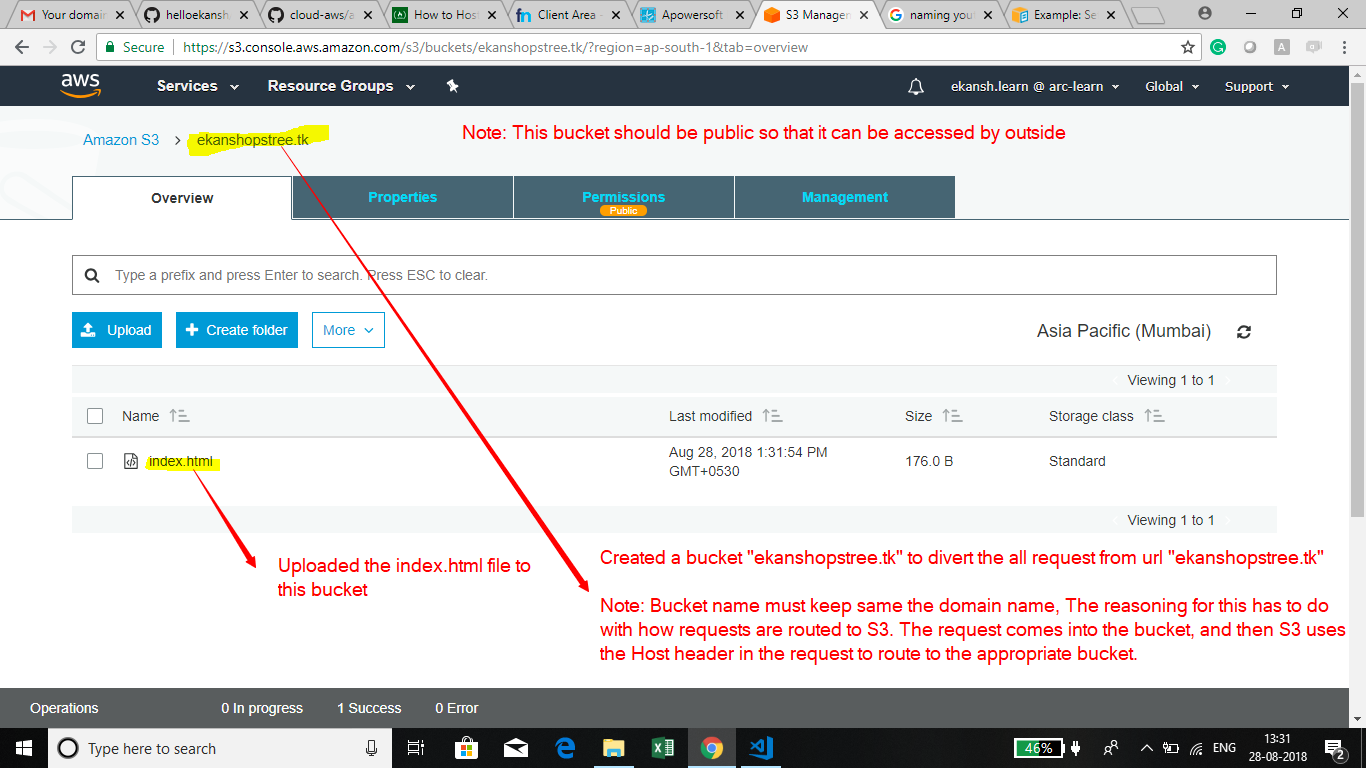 Your domain
helloekansh
cloud-aws/a
How to Host
Client Area -
Apowersoft
S3 Manager
naming you
Example: Se
Secure
https://s3.console.aws.amazon.com/s3/buckets/ekanshopstree.tk/?region=ap-south-1&tab=overview
aws
Services
Resource Groups
ekansh.learn @ arc-learn
Global
Support
Amazon S3 > ekanshopstree.tk
Note: This bucket should be public so that it can be accessed by outside
Overview
Properties
Permissions
Public
Management
Type a prefix and press Enter to search. Press ESC to clear.
Upload
+ Create folder
More
Asia Pacific (Mumbai)
Viewing 1 to 1
Name
Last modified
Size
Storage class
index.html
Aug 28, 2018 1:31:54 PM
GMT+0530
176.0 B
Standard
Viewing 1 to 1
Uploaded the index.html file to
this bucket
Created a bucket "ekanshopstree.tk" to divert the all request from url "ekanshopstree.tk"
Note: Bucket name must keep same the domain name, The reasoning for this has to do
with how requests are routed to S3. The request comes into the bucket, and then S3 uses
the Host header in the request to route to the appropriate bucket.
Operations
0 In progress
1 Success
0 Error
Type here to search
46%
ENG
13:31
28-08-2018
2